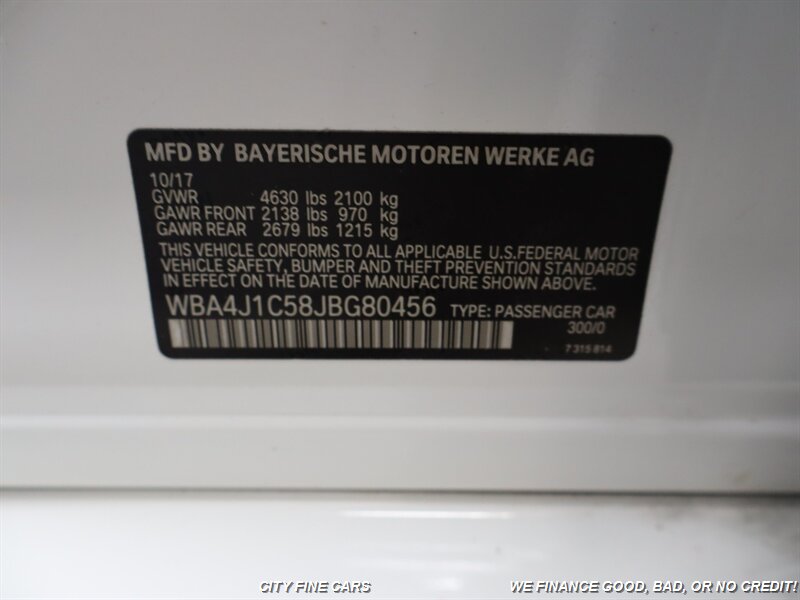 MFD BY BAYERISCHE MOTOREN WERKE AG
10/17
GVWR 4630 lbs 2100 kg
GAWR FRONT 2138 lbs 970 kg
GAWR REAR 2679 lbs 1215 kg
THIS VEHICLE CONFORMS TO ALL APPLICABLE U.S.FEDERAL MOTOR
VEHICLE SAFETY, BUMPER AND THEFT PREVENTION STANDARDS
IN EFFECT ON THE DATE OF MANUFACTURE SHOWN ABOVE.
WBA4J1C58JBG80456 TYPE: PASSENGER CAR
300/0
7 315 814
CITY FINE CARS WE FINANCE GOOD, BAD, OR NO CREDIT!